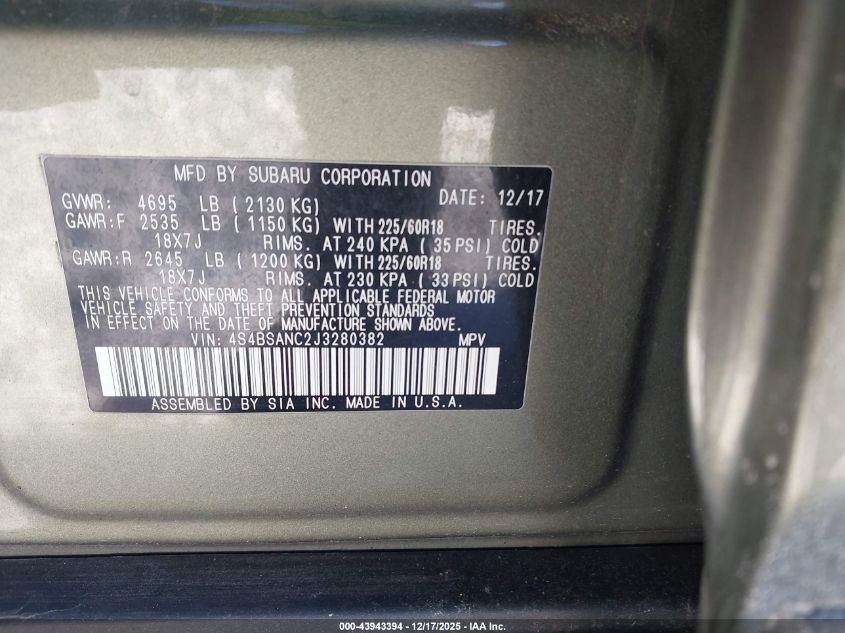 MFD BY SUBARU CORPORATION
GVWR: 4695 LB ( 2130 KG) DATE: 12/17
GAWR:F 2535 LB ( 1150 KG) WITH 225/60R18 TIRES.
18X7J RIMS. AT 240 KPA ( 35 PSI) COLD
GAWR:R 2645 LB ( 1200 KG) WITH 225/60R18 TIRES.
18X7J RIMS. AT 230 KPA ( 33 PSI) COLD
THIS VEHICLE CONFORMS TO ALL APPLICABLE FEDERAL MOTOR
VEHICLE SAFETY AND THEFT PREVENTION STANDARDS
IN EFFECT ON THE DATE OF MANUFACTURE SHOWN ABOVE.
VIN: 4S4BSANC2J3280382 MPV
ASSEMBLED BY SIA INC. MADE IN U.S.A.
000-43943394 - 12/17/2025 - IAA Inc.